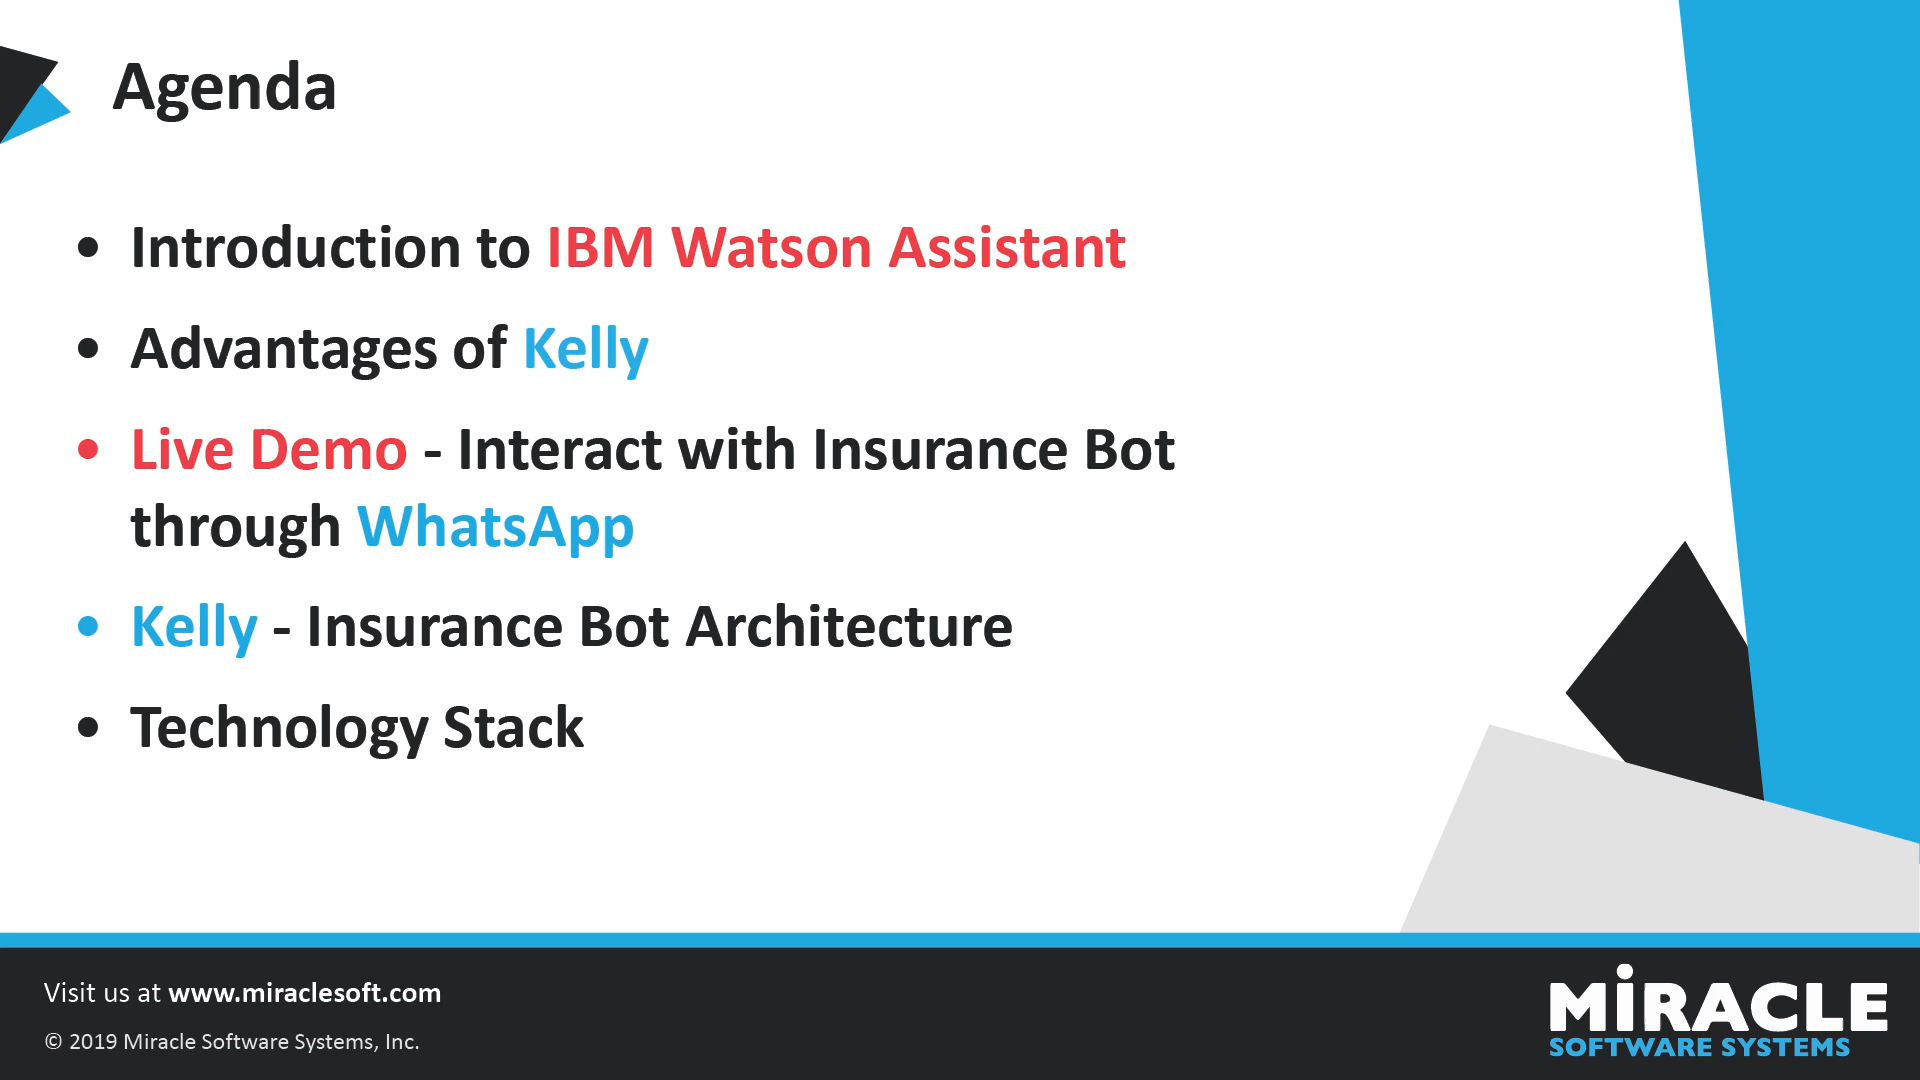 Agenda
• Introduction to IBM Watson Assistant
• Advantages of Kelly
• Live Demo - Interact with Insurance Bot
through WhatsApp
• Kelly - Insurance Bot Architecture
• Technology Stack
Visit us at www.miraclesoft.com
© 2019 Miracle Software Systems, Inc.
MiRACLE
SOFTWARE SYSTEMS